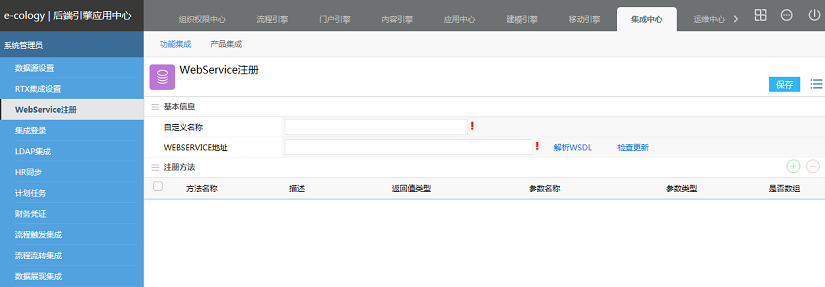 e-cology | 后端引擎应用中心
组织权限中心 流程引擎 门户引擎 内容引擎 应用中心 建模引擎 移动引擎 集成中心 运维中心
系统管理员
功能集成 产品集成
数据源设置
RTX集成设置
WebService注册
集成登录
LDAP集成
HR同步
计划任务
财务凭证
流程触发集成
流程流转集成
数据展现集成
WebService注册
保存
基本信息
自定义名称 !
WEBSERVICE地址 ! 解析WSDL 检查更新
注册方法
方法名称 描述 返回值类型 参数名称 参数类型 是否数组